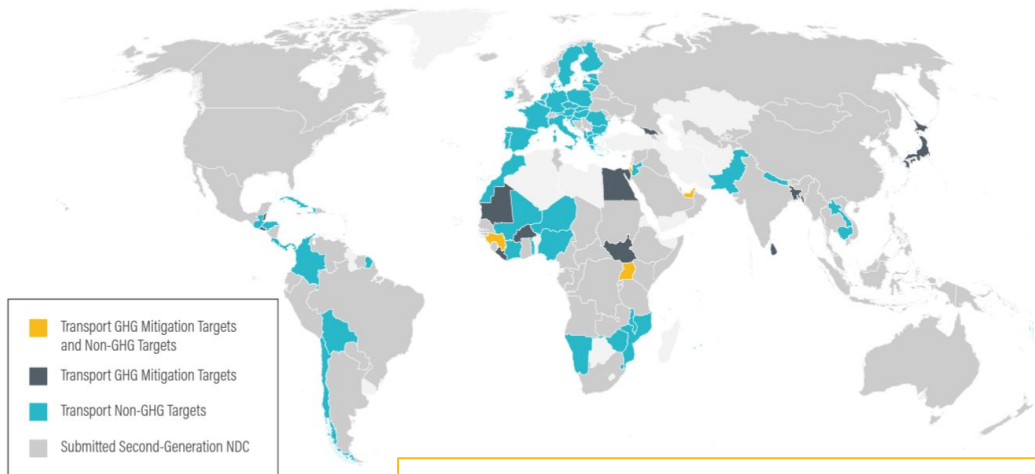 Transport GHG Mitigation Targets
and Non-GHG Targets
Transport GHG Mitigation Targets
Transport Non-GHG Targets
Submitted Second-Generation NDC